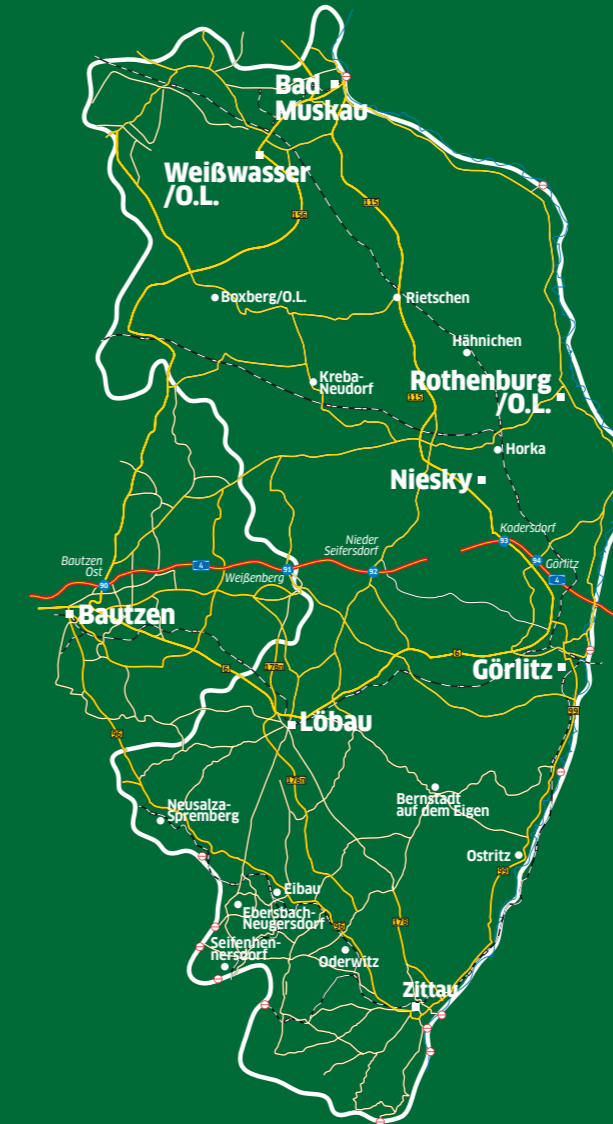 Bad
Muskau
Weißwasser
/O.L.
156
115
Boxberg/O.L.
Rietschen
Hähnichen
Kreba-
Neudorf
Rothenburg
/O.L.
115
Horka
Niesky
Kodersdorf
Nieder
Seifersdorf
93
94
Görlitz
Bautzen
Ost
4
91
92
Weißenberg
90
4
Bautzen
6
178n
6
Görlitz
Löbau
99
96
178n
Bernstadt
auf dem Eigen
Neusalza-
Spremberg
Ostritz
99
Eibau
Ebersbach-
Neugersdorf
96
178
Seifenhen-
nersdorf
Oderwitz
Zittau